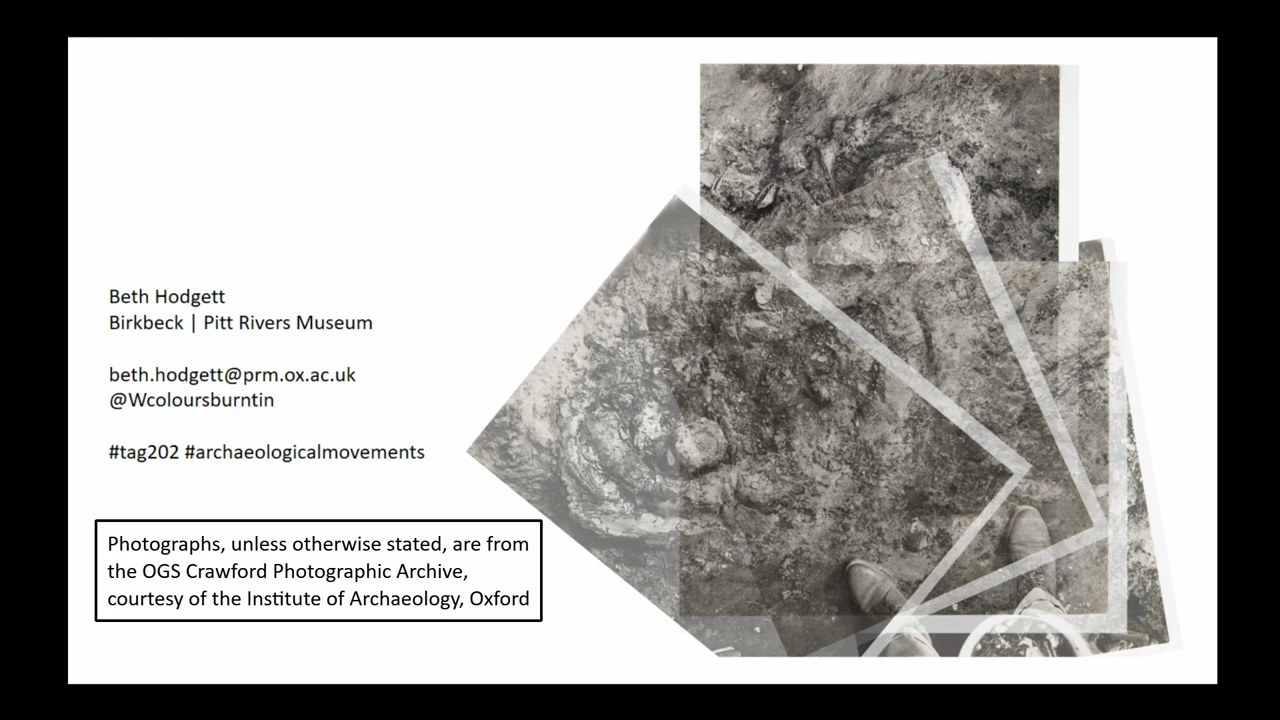 Beth Hodgett
Birkbeck | Pitt Rivers Museum
beth.hodgett@prm.ox.ac.uk
@Wcoloursburntin
#tag202 #archaeologicalmovements
Photographs, unless otherwise stated, are from
the OGS Crawford Photographic Archive,
courtesy of the Institute of Archaeology, Oxford